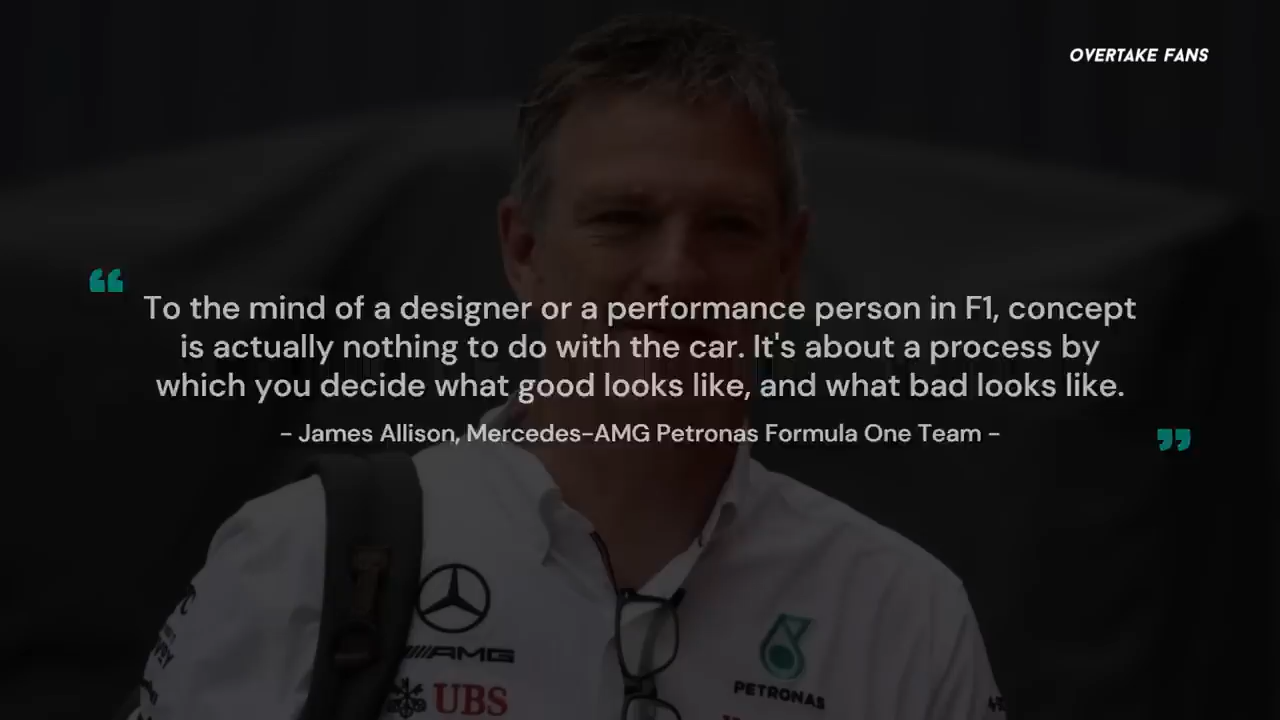 OVERTAKE FANS
“
To the mind of a designer or a performance person in F1, concept
is actually nothing to do with the car. It's about a process by
which you decide what good looks like, and what bad looks like.
- James Allison, Mercedes-AMG Petronas Formula One Team -
”
AMG
UBS
PETRONAS